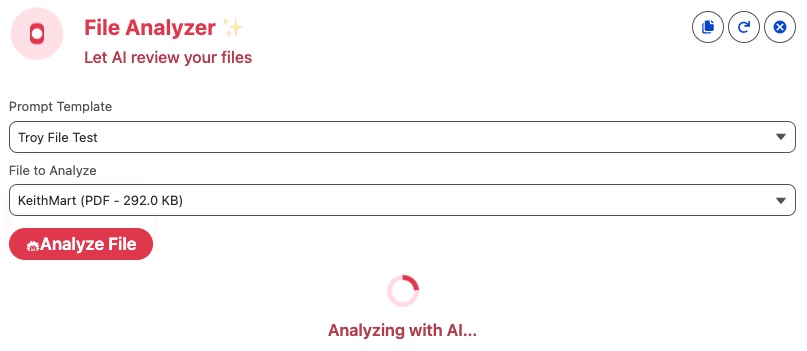 File Analyzer ✨
Let AI review your files
Prompt Template
Troy File Test
File to Analyze
KeithMart (PDF - 292.0 KB)
Analyze File
Analyzing with AI...